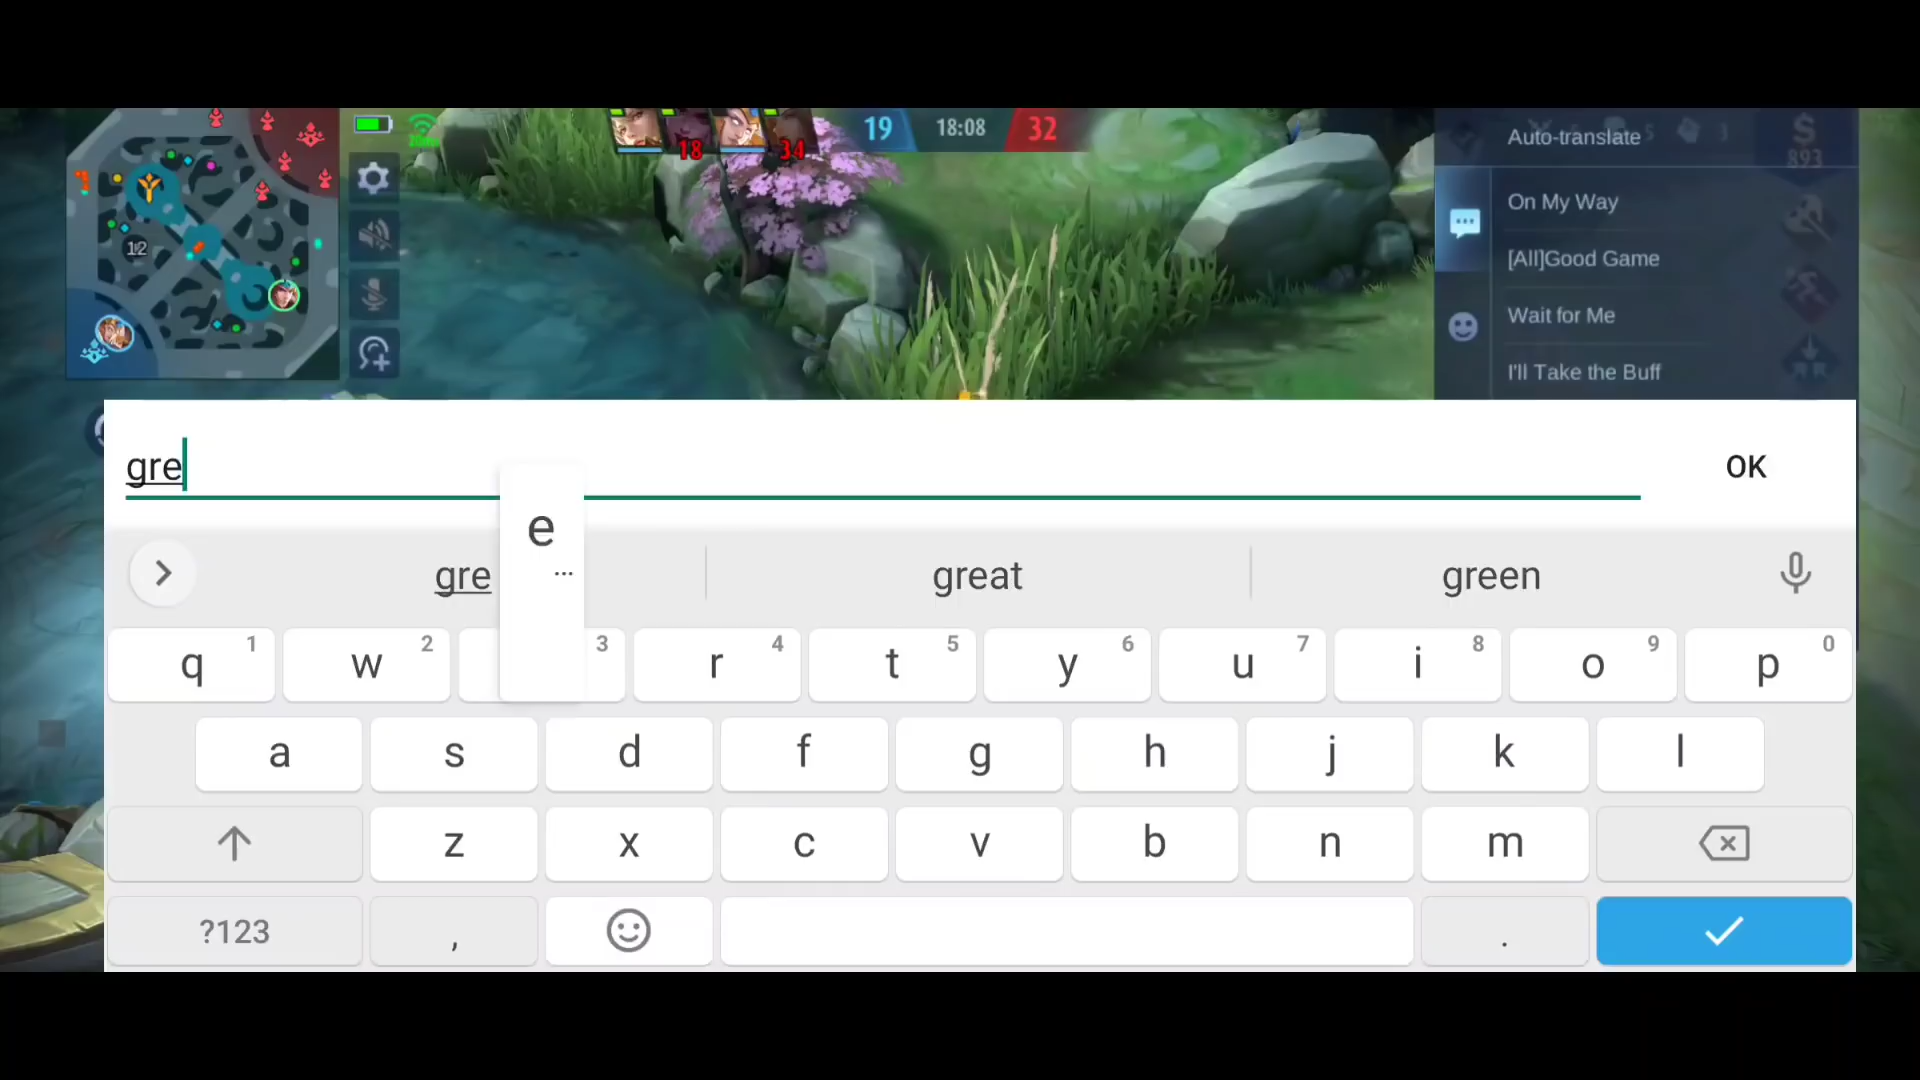 19 18:08 32
18 34
12
893
Auto-translate
On My Way
[All]Good Game
Wait for Me
I'll Take the Buff
gre
OK
e
...
gre great green
q 1 w 2 3 r 4 t 5 y 6 u 7 i 8 o 9 p 0
a s d f g h j k l
z x c v b n m
?123 , .